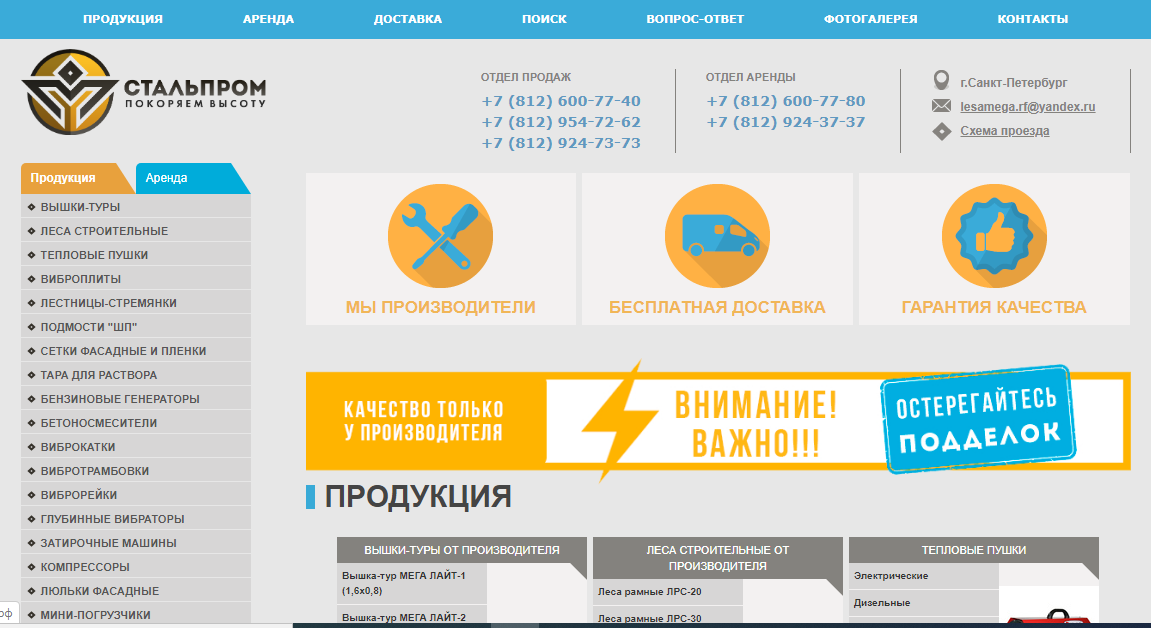 ПРОДУКЦИЯ АРЕНДА ДОСТАВКА ПОИСК ВОПРОС-ОТВЕТ ФОТОГАЛЕРЕЯ КОНТАКТЫ
СТАЛЬПРОМ
ПОКОРЯЕМ ВЫСОТУ
ОТДЕЛ ПРОДАЖ
+7 (812) 600-77-40
+7 (812) 954-72-62
+7 (812) 924-73-73
ОТДЕЛ АРЕНДЫ
+7 (812) 600-77-80
+7 (812) 924-37-37
г.Санкт-Петербург
lesamega.rf@yandex.ru
Схема проезда
Продукция Аренда
ВЫШКИ-ТУРЫ
ЛЕСА СТРОИТЕЛЬНЫЕ
ТЕПЛОВЫЕ ПУШКИ
ВИБРОПЛИТЫ
ЛЕСТНИЦЫ-СТРЕМЯНКИ
ПОДМОСТИ "ШП"
СЕТКИ ФАСАДНЫЕ И ПЛЕНКИ
ТАРА ДЛЯ РАСТВОРА
БЕНЗИНОВЫЕ ГЕНЕРАТОРЫ
БЕТОНОСМЕСИТЕЛИ
ВИБРОКАТКИ
ВИБРОТРАМБОВКИ
ВИБРОРЕЙКИ
ГЛУБИННЫЕ ВИБРАТОРЫ
ЗАТИРОЧНЫЕ МАШИНЫ
КОМПРЕССОРЫ
ЛЮЛЬКИ ФАСАДНЫЕ
МИНИ-ПОГРУЗЧИКИ
рф
МЫ ПРОИЗВОДИТЕЛИ
БЕСПЛАТНАЯ ДОСТАВКА
ГАРАНТИЯ КАЧЕСТВА
КАЧЕСТВО ТОЛЬКО
У ПРОИЗВОДИТЕЛЯ
ВНИМАНИЕ!
ВАЖНО!!!
ОСТЕРЕГАЙТЕСЬ
ПОДДЕЛОК
ПРОДУКЦИЯ
ВЫШКИ-ТУРЫ ОТ ПРОИЗВОДИТЕЛЯ
Вышка-тур МЕГА ЛАЙТ-1
(1,6х0,8)
Вышка-тур МЕГА ЛАЙТ-2
ЛЕСА СТРОИТЕЛЬНЫЕ ОТ
ПРОИЗВОДИТЕЛЯ
Леса рамные ЛРС-20
Леса рамные ЛРС-30
ТЕПЛОВЫЕ ПУШКИ
Электрические
Дизельные